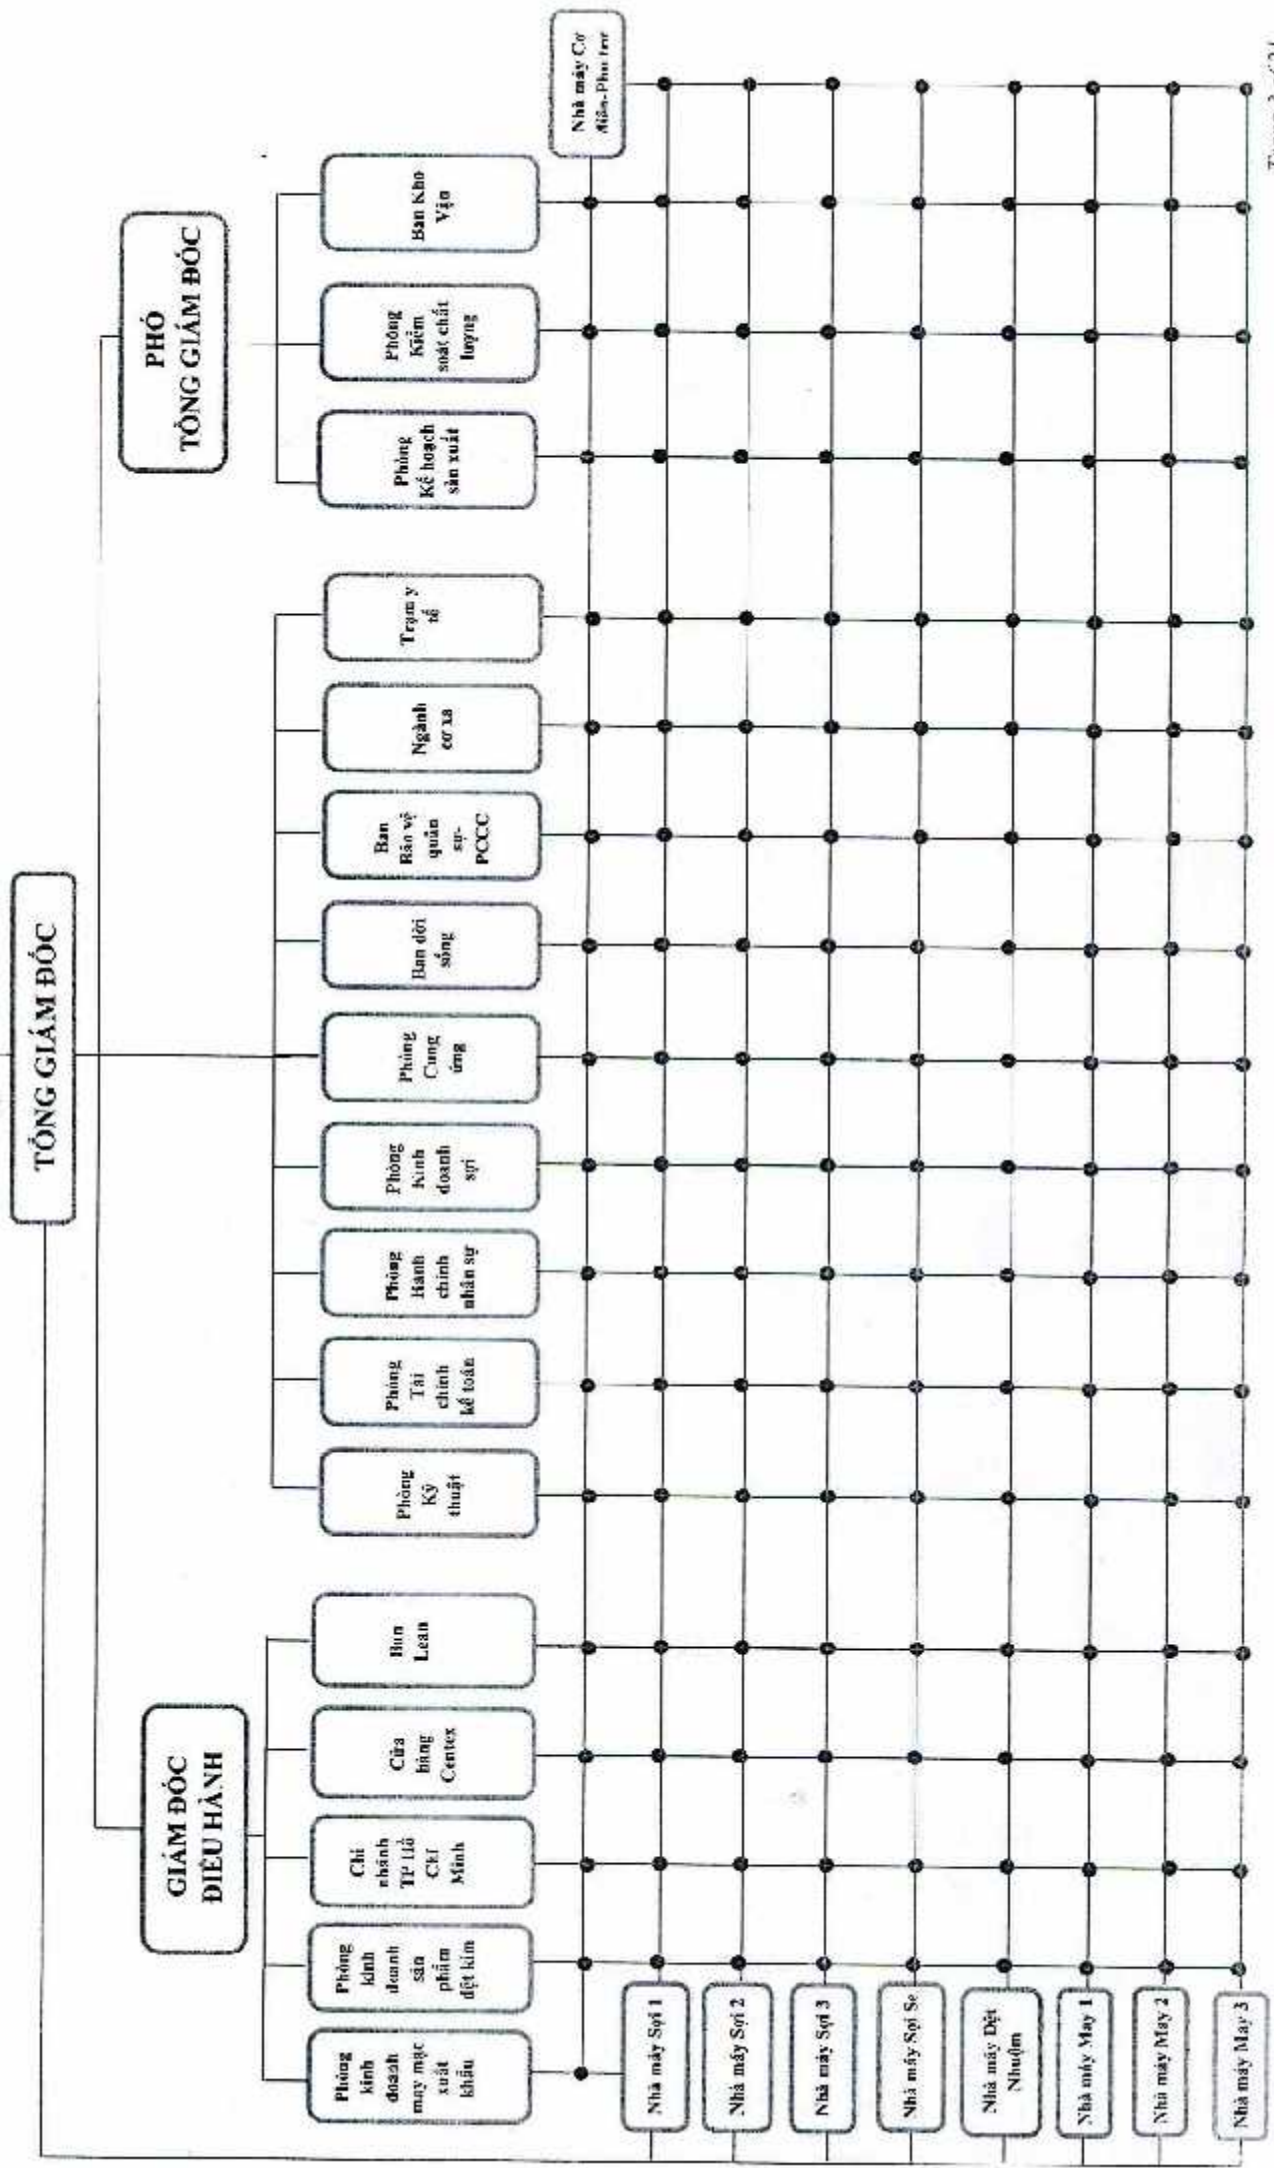 TỔNG GIÁM ĐỐC
GIÁM ĐỐC
ĐIỀU HÀNH
PHÓ
TỔNG GIÁM ĐỐC
Phòng
kinh
doanh
may mặc
xuất
khẩu
Phòng
kinh
doanh
sản
phẩm
dệt kim
Chi
nhánh
TP Hồ
Chí
Minh
Cửa
hàng
Centex
Ban
Lean
Phòng
Kỹ
thuật
Phòng
Tài
chính
kế toán
Phòng
Hành
chính
nhân sự
Phòng
Kinh
doanh
sợi
Phòng
Cung
ứng
Ban đời
sống
Ban
Bảo vệ
quân
sự-
PCCC
Ngành
cơ xa
Trạm y
tế
Phòng
Kế hoạch
sản xuất
Phòng
Kiểm
soát chất
lượng
Ban Kho
Vận
Nhà máy Cơ
điện-Phụ trợ
Nhà máy Sợi 1
Nhà máy Sợi 2
Nhà máy Sợi 3
Nhà máy Sợi Se
Nhà máy Dệt
Nhuộm
Nhà máy May 1
Nhà máy May 2
Nhà máy May 3